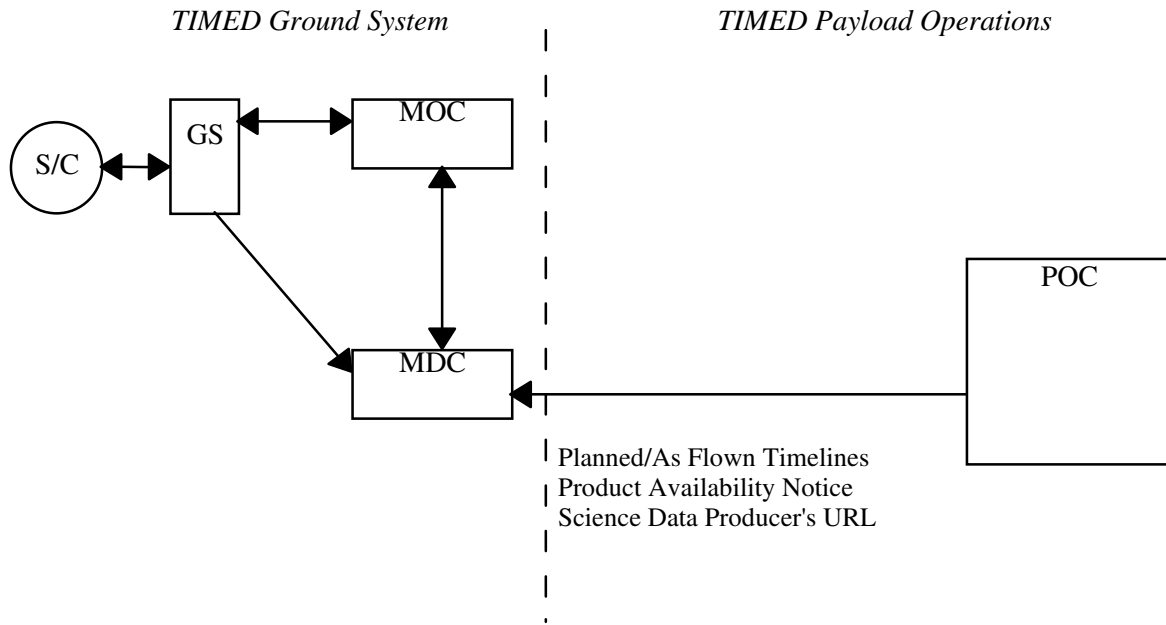 TIMED Ground System
TIMED Payload Operations
MOC
GS
S/C
POC
MDC
Planned/As Flown Timelines
Product Availability Notice
Science Data Producer's URL